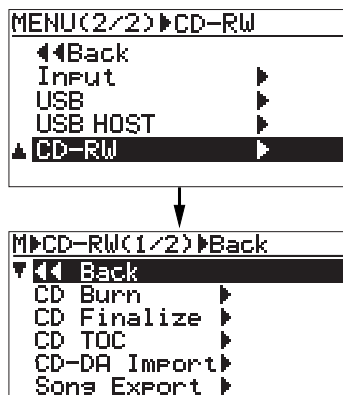 MENU(2/2)▶CD-RW
◀◀Back
Input ▶
USB ▶
USB HOST ▶
▲ CD-RW ▶
M▶CD-RW(1/2)▶Back
▼ ◀◀ Back
CD Burn ▶
CD Finalize ▶
CD TOC ▶
CD-DA Import▶
Song Export ▶